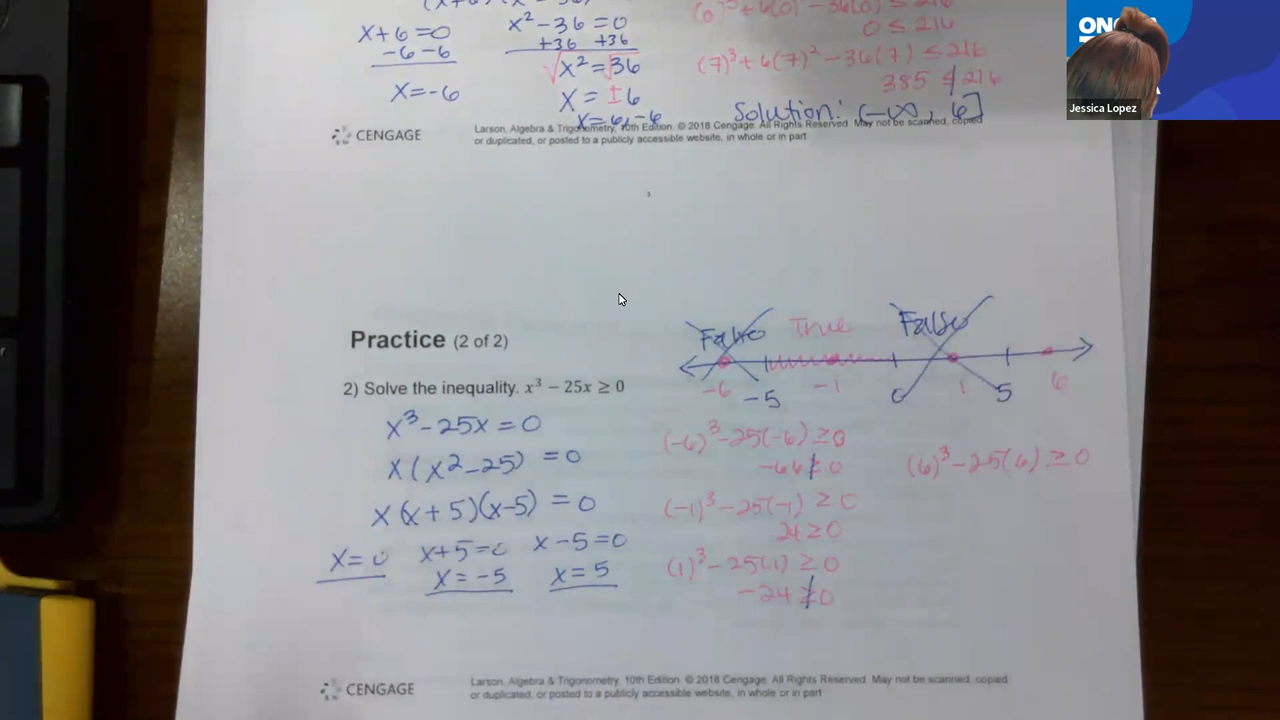 x+6=0
x²-36=0
-6 -6
+36 +36
√x²=√36
x=-6
x=±6
x=6,-6
0 ≤ 216
(7)³+6(7)²-36(7) ≤ 216
385 ≰ 216
Solution: (-∞, 6]
CENGAGE
Larson, Algebra & Trigonometry, 10th Edition. © 2018 Cengage. All Rights Reserved. May not be scanned, copied
or duplicated, or posted to a publicly accessible website, in whole or in part
Jessica Lopez
Practice (2 of 2)
2) Solve the inequality. x³ − 25x ≥ 0
x³-25x=0
x(x²-25) =0
x(x+5)(x-5) =0
x=0 x+5=0 x-5=0
x=-5 x=5
False True False
-6 -5 -1 0 1 5 6
(-6)³-25(-6) ≥0
-66≱0
(-1)³-25(-1) ≥0
24≥0
(1)³-25(1) ≥0
-24≱0
(6)³-25(6) ≥0
CENGAGE
Larson, Algebra & Trigonometry, 10th Edition. © 2018 Cengage. All Rights Reserved. May not be scanned, copied
or duplicated, or posted to a publicly accessible website, in whole or in part